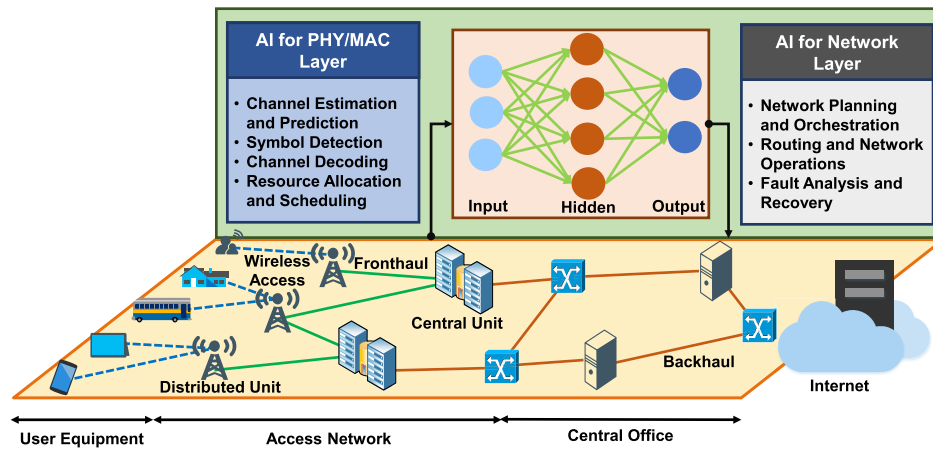 AI for PHY/MAC
Layer
• Channel Estimation
and Prediction
• Symbol Detection
• Channel Decoding
• Resource Allocation
and Scheduling
Input
Hidden
Output
AI for Network
Layer
• Network Planning
and Orchestration
• Routing and Network
Operations
• Fault Analysis and
Recovery
Wireless
Access
Fronthaul
Central Unit
Distributed Unit
Backhaul
Internet
User Equipment
Access Network
Central Office